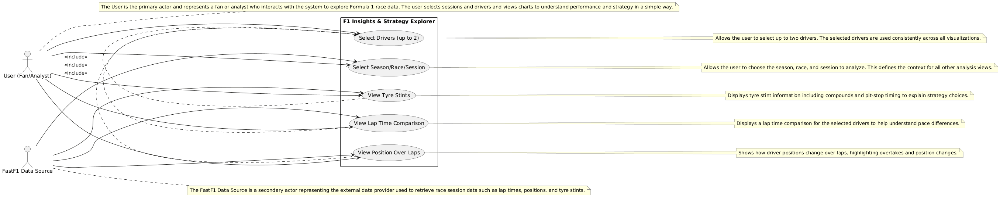 The User is the primary actor and represents a fan or analyst who interacts with the system to explore Formula 1 race data. The user selects sessions and drivers and views charts to understand performance and strategy in a simple way.
F1 Insights & Strategy Explorer
Select Drivers (up to 2)
Allows the user to select up to two drivers. The selected drivers are used consistently across all visualizations.
«include»
«include»
«include»
User (Fan/Analyst)
Select Season/Race/Session
Allows the user to choose the season, race, and session to analyze. This defines the context for all other analysis views.
View Tyre Stints
Displays tyre stint information including compounds and pit-stop timing to explain strategy choices.
View Lap Time Comparison
Displays a lap time comparison for the selected drivers to help understand pace differences.
View Position Over Laps
Shows how driver positions change over laps, highlighting overtakes and position changes.
FastF1 Data Source
The FastF1 Data Source is a secondary actor representing the external data provider used to retrieve race session data such as lap times, positions, and tyre stints.